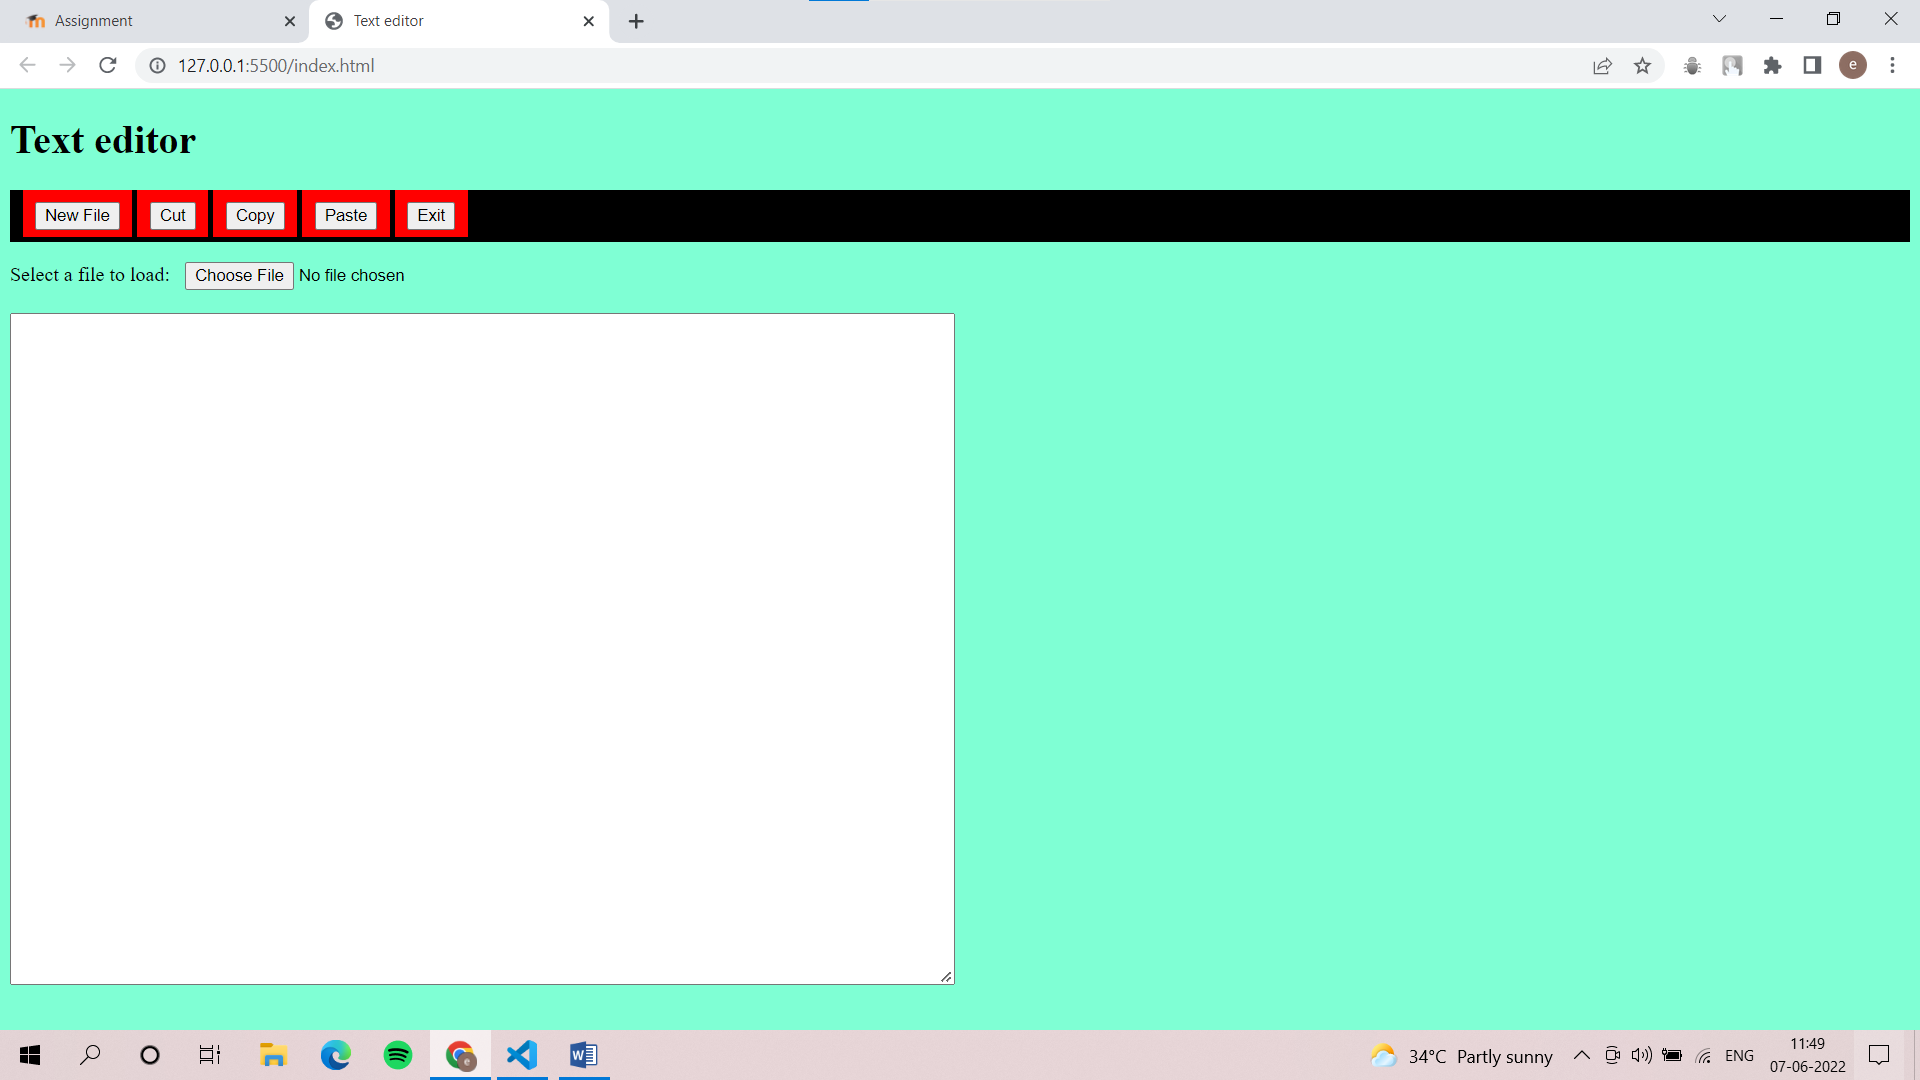 Assignment
Text editor
127.0.0.1:5500/index.html
e
Text editor
New File Cut Copy Paste Exit
Select a file to load: Choose File No file chosen
34°C Partly sunny
ENG
11:49
07-06-2022